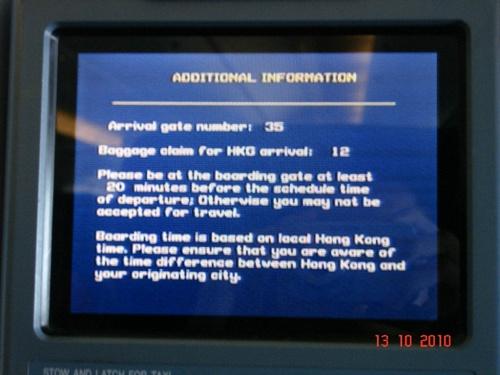 ADDITIONAL INFORMATION
Arrival gate number: 35
Baggage claim for HKG arrival: 12
Please be at the boarding gate at least
20 minutes before the schedule time
of departure; Otherwise you may not be
accepted for travel.
Boarding time is based on local Hong Kong
time. Please ensure that you are aware of
the time difference between Hong Kong and
your originating city.
13 10 2010
STOW AND LATCH FOR TAXI